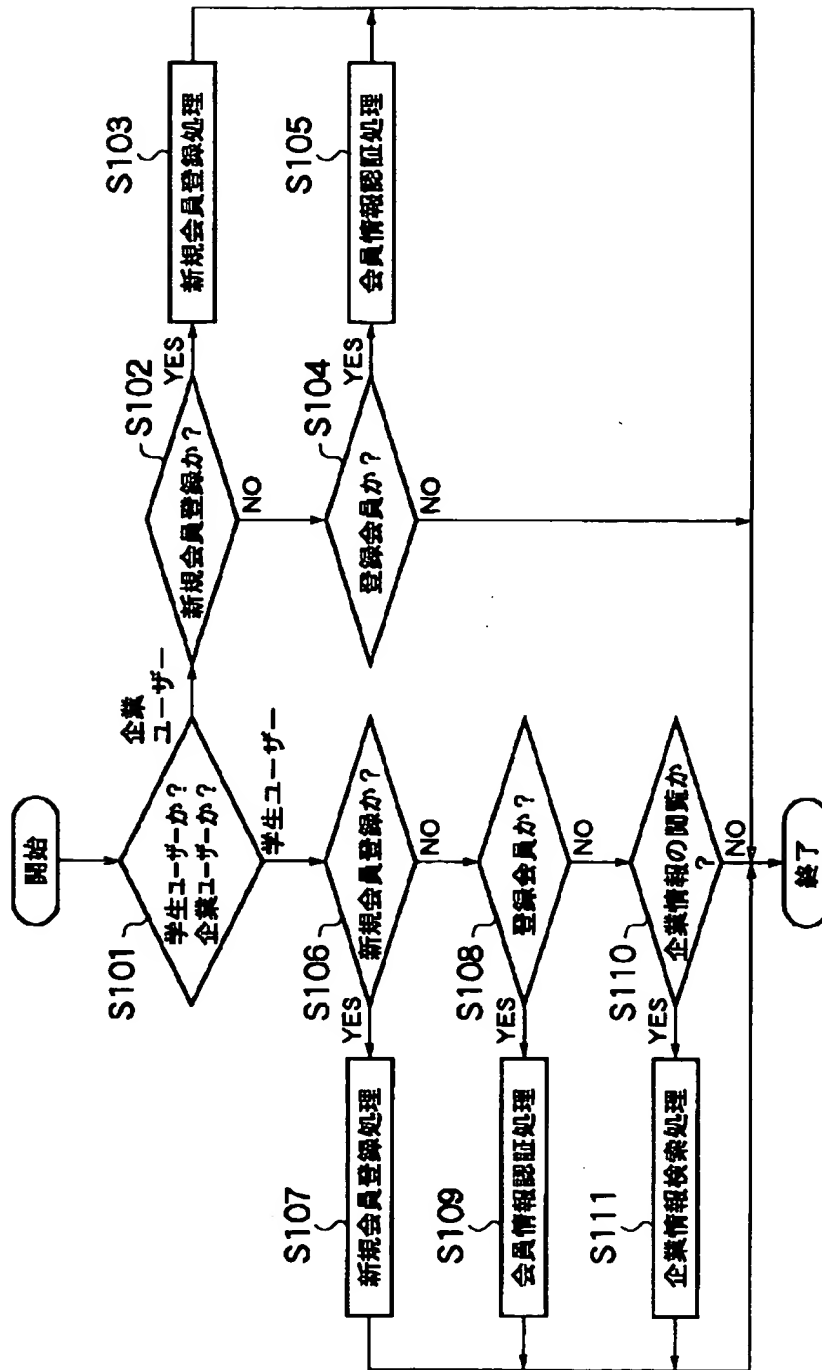 開始
S101
学生ユーザーか？
企業ユーザーか？
企業
ユーザー
学生ユーザー
S102
新規会員登録か？
YES
NO
S103
新規会員登録処理
S104
登録会員か？
YES
NO
S105
会員情報認証処理
S106
新規会員登録か？
YES
NO
S107
新規会員登録処理
S108
登録会員か？
YES
NO
S109
会員情報認証処理
S110
企業情報の閲覧か
？
YES
NO
S111
企業情報検索処理
終了